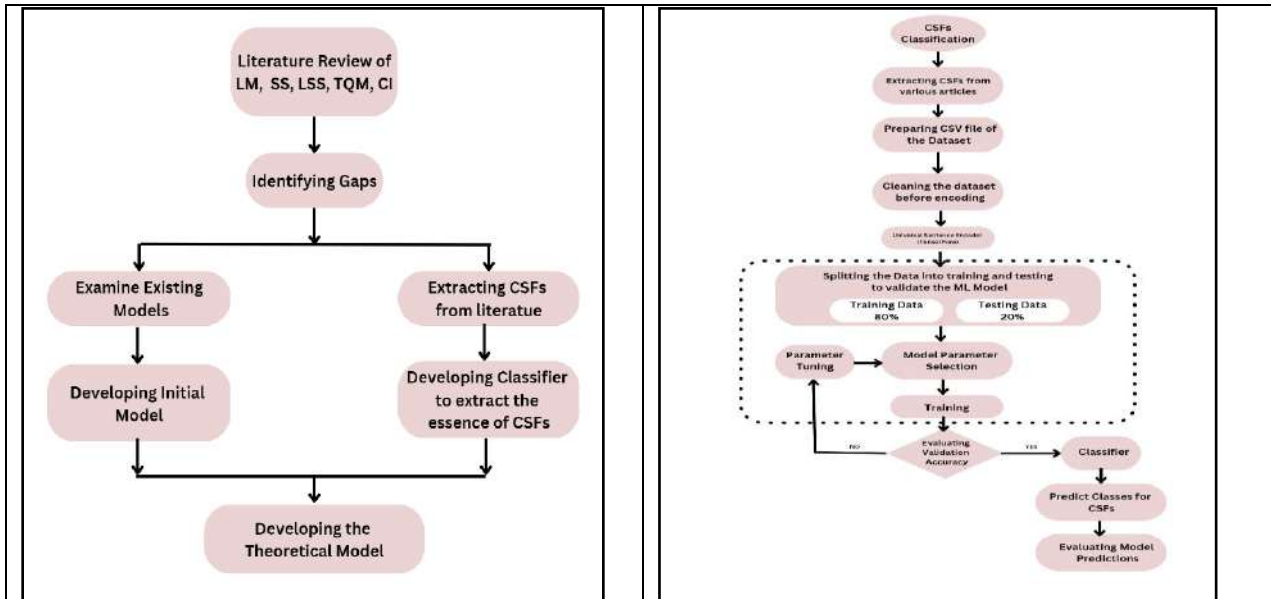 Literature Review of
LM, SS, LSS, TQM, CI
Identifying Gaps
Examine Existing
Models
Extracting CSFs
from literatue
Developing Initial
Model
Developing Classifier
to extract the
essence of CSFs
Developing the
Theoretical Model
CSFs
Classification
Extracting CSFs from
various articles
Preparing CSV file of
the Dataset
Cleaning the dataset
before encoding
Universal Sentence Encoder
Splitting the Data into training and testing
to validate the ML Model
Training Data
80%
Testing Data
20%
Parameter
Tuning
Model Parameter
Selection
Training
NO
Evaluating
Validation
Accuracy
YES
Classifier
Predict Classes for
CSFs
Evaluating Model
Predictions